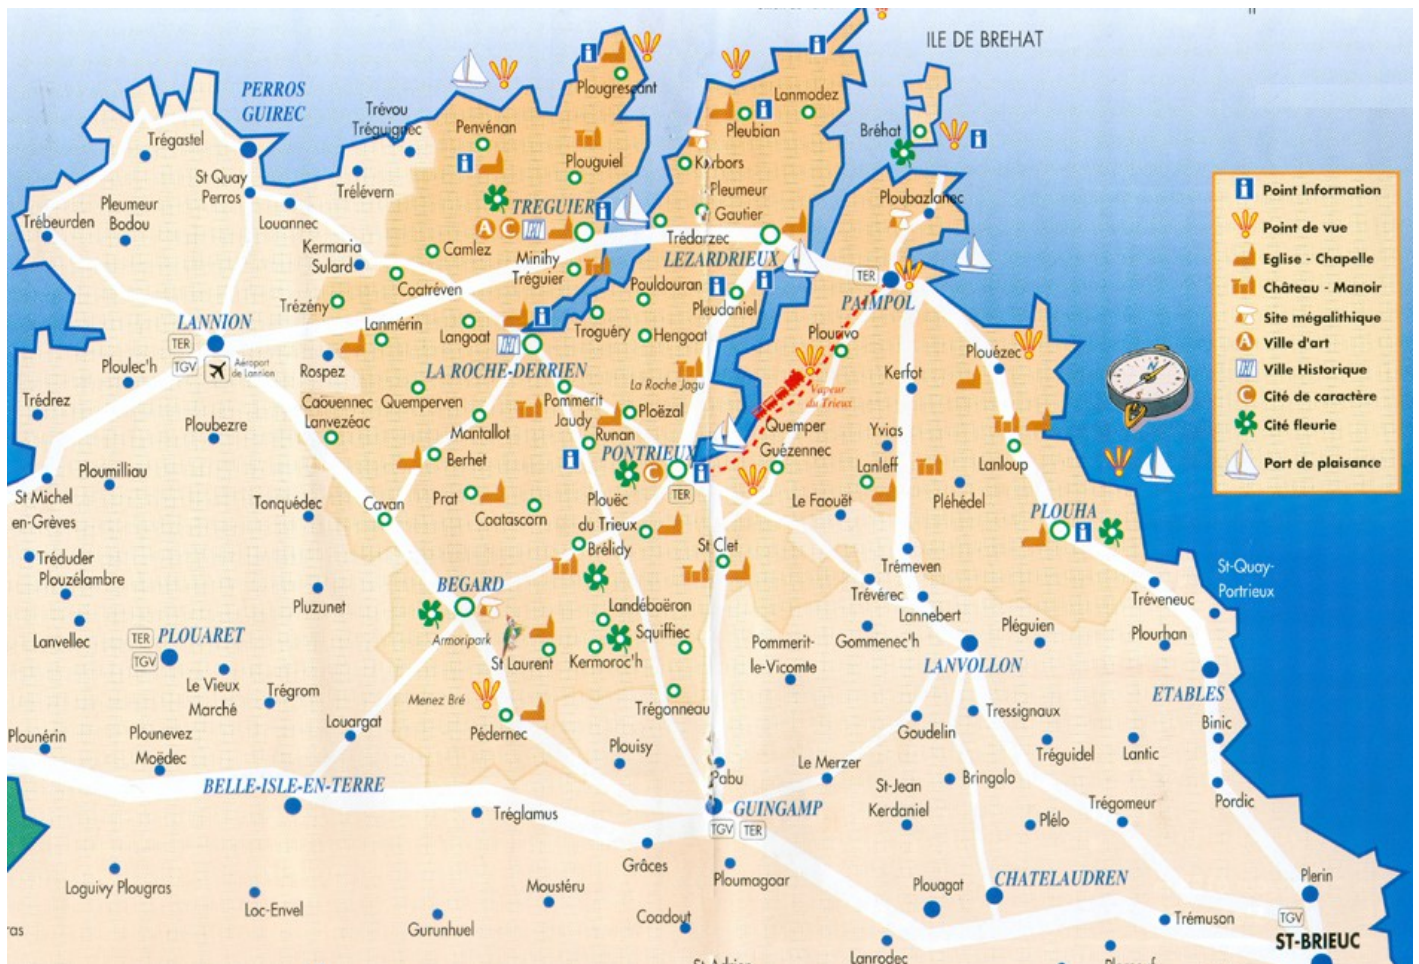 ILE DE BREHAT
PERROS
GUIREC
Trévou
Tréguignec
Plougrescant
Lanmodez
Trégastel
Penvénan
Pleubian
Bréhat
Plouguiel
Kerbors
St Quay
Perros
Trélévern
Pleumeur
Gautier
Ploubazlanec
Point Information
Pleumeur
Bodou
Trébeurden
Louannec
TREGUIER
A C
Trédarzec
Point de vue
Kermaria
Sulard
Camlez
Minihy
Tréguier
LEZARDRIEUX
Eglise - Chapelle
TER
PAIMPOL
Coatréven
Pouldouran
Château - Manoir
Trézény
Pleudaniel
Site mégalithique
LANNION
TER
Lanmérin
Langoat
Troguéry
Hengoat
Plourivo
Ville d'art
Plouézec
TGV
Aéroport
de Lannion
Ploulec'h
Rospez
LA ROCHE-DERRIEN
La Roche Jagu
Kerfot
Ville Historique
Vapeur
du Trieux
Trédrez
Caouennec
Lanvezéac
Quemperven
Pommerit
Jaudy
Ploëzal
Cité de caractère
Ploubezre
Mantallot
Runan
Quemper
Guézennec
Yvias
Cité fleurie
Ploumilliau
Berhet
PONTRIEUX
C
TER
Lanleff
Lanloup
Port de plaisance
St Michel
en-Grèves
Tonquédec
Cavan
Prat
Coatascorn
Plouëc
du Trieux
Le Faouët
Pléhédel
PLOUHA
Tréduder
Plouzélambre
Brélidy
St Clet
Trémeven
St-Quay-
Portrieux
BEGARD
Pluzunet
Landébaëron
Trévérec
Lannebert
Tréveneuc
Lanvellec
TER
TGV
PLOUARET
Armoripark
St Laurent
Kermoroc'h
Squiffiec
Pommerit-
le-Vicomte
Gommenec'h
Pléguien
Plourhan
LANVOLLON
Le Vieux
Marché
Trégrom
Menez Bré
Trégonneau
ETABLES
Plounérin
Plounevez
Moëdec
Louargat
Pédernec
Plouisy
Goudelin
Tressignaux
Binic
Tréguidel
Lantic
BELLE-ISLE-EN-TERRE
Pabu
Le Merzer
St-Jean
Kerdaniel
Bringolo
Pordic
Tréglamus
GUINGAMP
TGV TER
Plélo
Trégomeur
Grâces
Ploumagoar
Loguivy Plougras
Loc-Envel
Moustéru
Plouagat
CHATELAUDREN
Plerin
Gurunhuel
Coadout
Trémuson
TGV
ras
ST-BRIEUC
Lanrodec